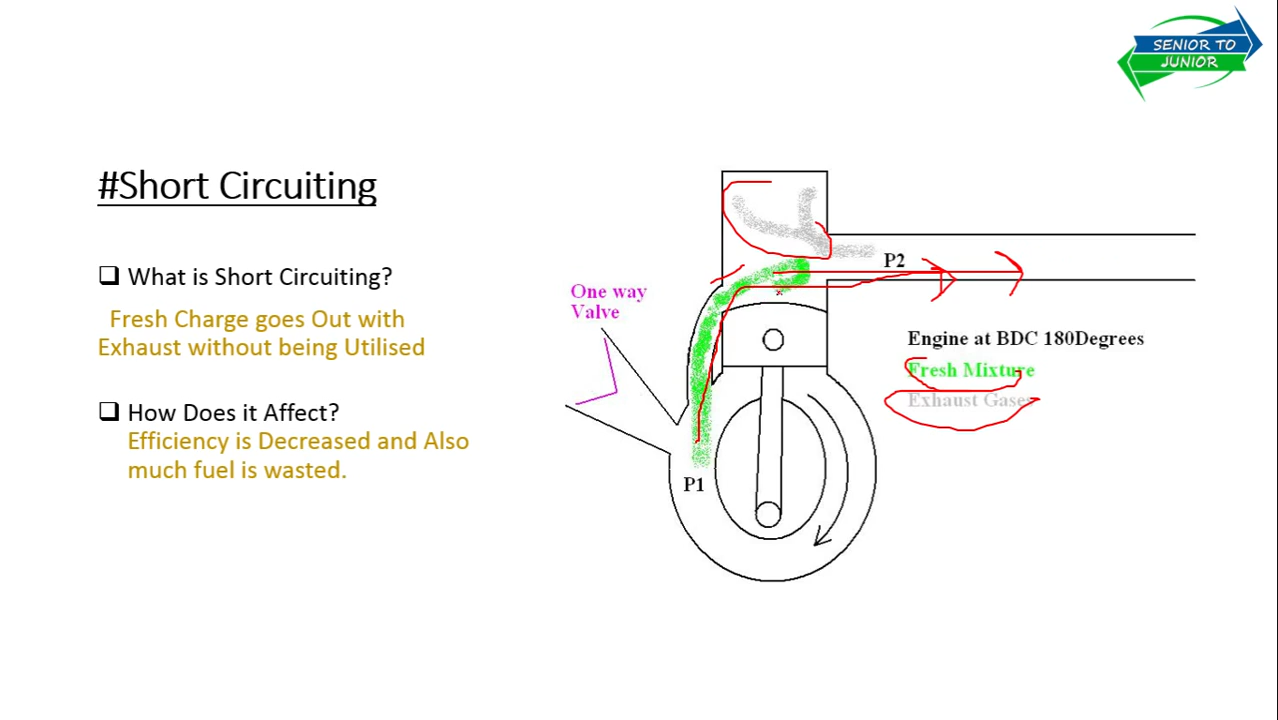 SENIOR TO
JUNIOR
#Short Circuiting
What is Short Circuiting?
Fresh Charge goes Out with
Exhaust without being Utilised
How Does it Affect?
Efficiency is Decreased and Also
much fuel is wasted.
One way
Valve
P1
P2
Engine at BDC 180Degrees
Fresh Mixture
Exhaust Gases